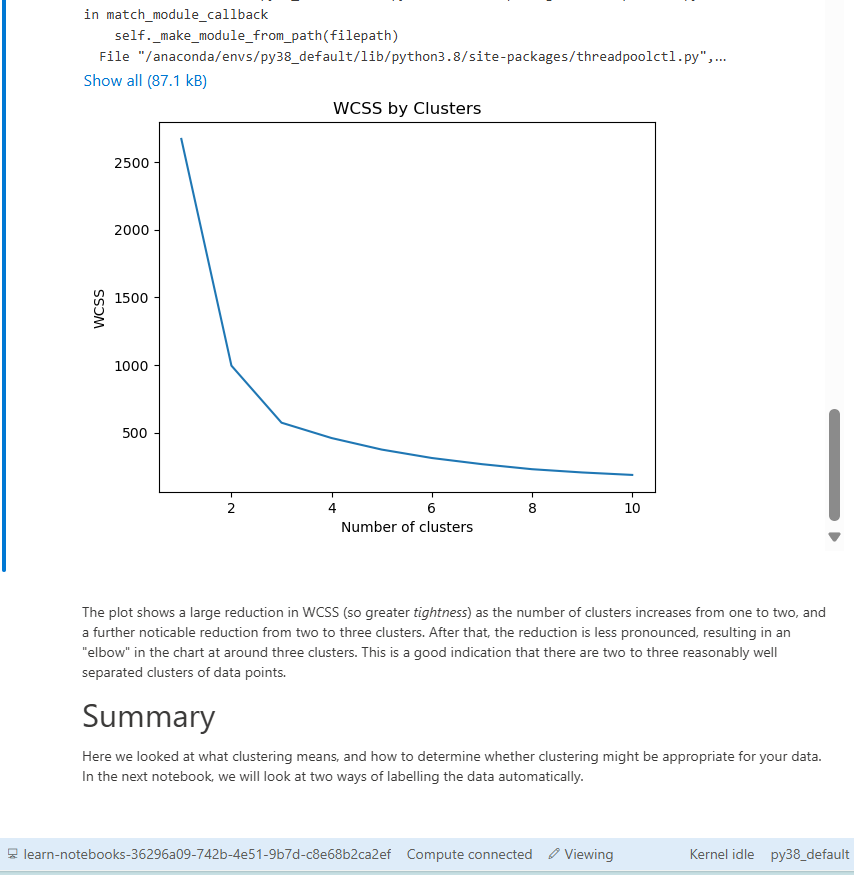 in match_module_callback
self._make_module_from_path(filepath)
File "/anaconda/envs/py38_default/lib/python3.8/site-packages/threadpoolctl.py",...
Show all (87.1 kB)
WCSS by Clusters
2500
2000
1500
1000
500
WCSS
2 4 6 8 10
Number of clusters
The plot shows a large reduction in WCSS (so greater tightness) as the number of clusters increases from one to two, and
a further noticable reduction from two to three clusters. After that, the reduction is less pronounced, resulting in an
"elbow" in the chart at around three clusters. This is a good indication that there are two to three reasonably well
separated clusters of data points.
Summary
Here we looked at what clustering means, and how to determine whether clustering might be appropriate for your data.
In the next notebook, we will look at two ways of labelling the data automatically.
learn-notebooks-36296a09-742b-4e51-9b7d-c8e68b2ca2ef Compute connected Viewing Kernel idle py38_default